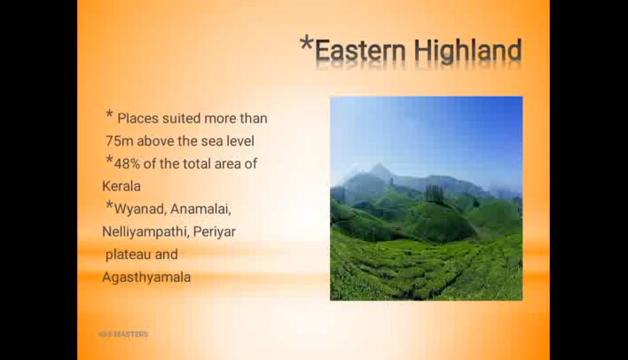 *Eastern Highland
* Places suited more than
75m above the sea level
*48% of the total area of
Kerala
*Wyanad, Anamalai,
Nelliyampathi, Periyar
plateau and
Agasthyamala
MASTERS